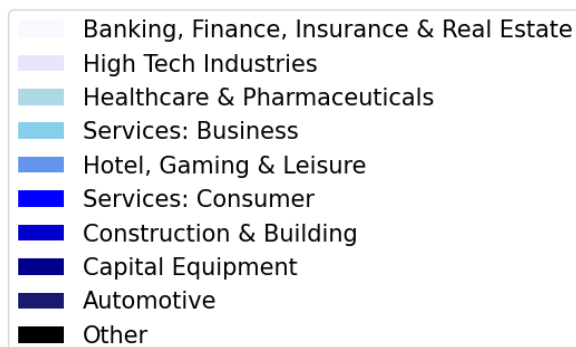 Banking, Finance, Insurance & Real Estate
High Tech Industries
Healthcare & Pharmaceuticals
Services: Business
Hotel, Gaming & Leisure
Services: Consumer
Construction & Building
Capital Equipment
Automotive
Other